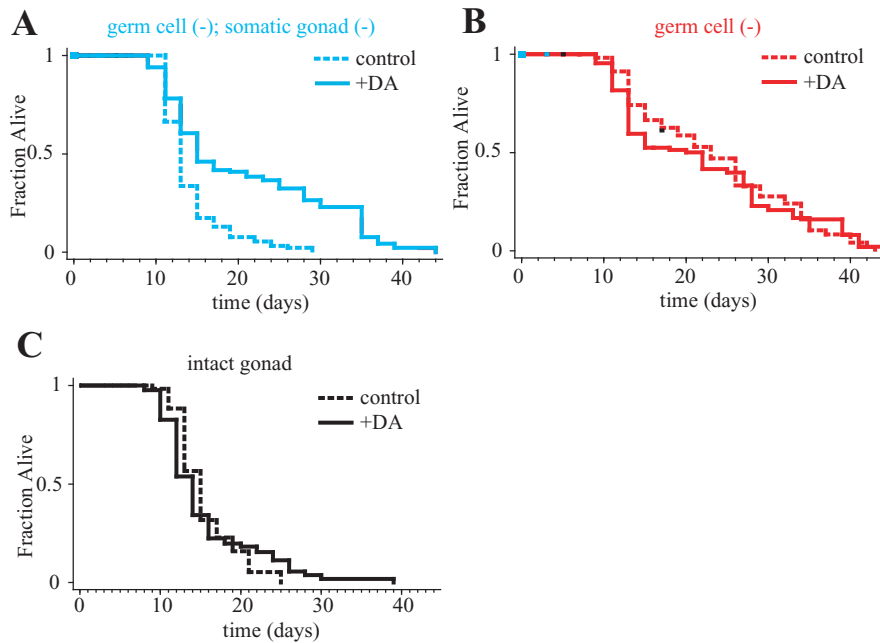 A
germ cell (-); somatic gonad (-)
1
control
+DA
Fraction Alive
0.5
0
0 10 20 30 40
time (days)
B
germ cell (-)
1
control
+DA
Fraction Alive
0.5
0
0 10 20 30 40
time (days)
C
intact gonad
1
control
+DA
Fraction Alive
0.5
0
0 10 20 30 40
time (days)